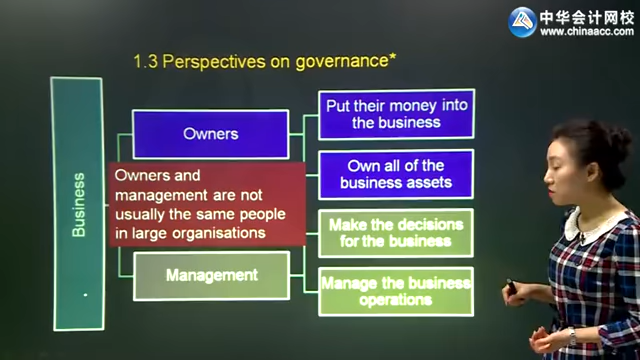 中华会计网校
www.chinaacc.com
1.3 Perspectives on governance*
Business
Owners
Put their money into
the business
Own all of the
business assets
Owners and
management are not
usually the same people
in large organisations
Management
Make the decisions
for the business
Manage the business
operations